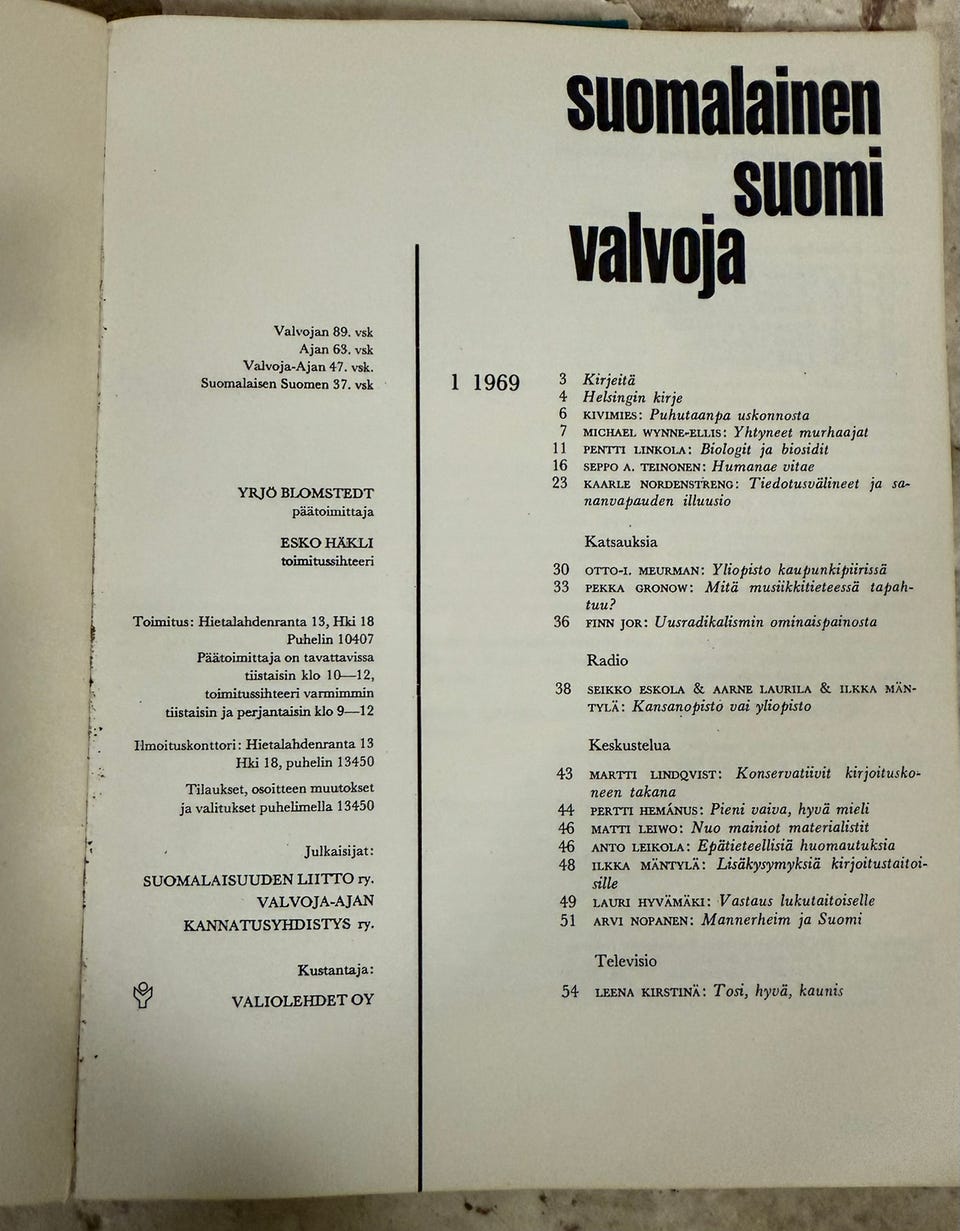 suomalainen
suomi
valvoja
Valvojan 89. vsk
Ajan 63. vsk
Valvoja-Ajan 47. vsk.
Suomalaisen Suomen 37. vsk
YRJÖ BLOMSTEDT
päätoimittaja
ESKO HÄKLI
toimitussihteeri
Toimitus: Hietalahdenranta 13, Hki 18
Puhelin 10407
Päätoimittaja on tavattavissa
tiistaisin klo 10—12,
toimitussihteeri varmimmin
tiistaisin ja perjantaisin klo 9—12
Ilmoituskonttori: Hietalahdenranta 13
Hki 18, puhelin 13450
Tilaukset, osoitteen muutokset
ja valitukset puhelimella 13450
Julkaisijat:
SUOMALAISUUDEN LIITTO ry.
VALVOJA-AJAN
KANNATUSYHDISTYS ry.
Kustantaja:
VALIOLEHDET OY
1 1969
3 Kirjeitä
4 Helsingin kirje
6 KIVIMIES: Puhutaanpa uskonnosta
7 MICHAEL WYNNE-ELLIS: Yhtyneet murhaajat
11 PENTTI LINKOLA: Biologit ja biosidit
16 SEPPO A. TEINONEN: Humanae vitae
23 KAARLE NORDENSTRENG: Tiedotusvälineet ja sa-
nanvapauden illuusio
Katsauksia
30 OTTO-I. MEURMAN: Yliopisto kaupunkipiirissä
33 PEKKA GRONOW: Mitä musiikkitieteessä tapah-
tuu?
36 FINN JOR: Uusradikalismin ominaispainosta
Radio
38 SEIKKO ESKOLA & AARNE LAURILA & ILKKA MÄN-
TYLÄ: Kansanopisto vai yliopisto
Keskustelua
43 MARTTI LINDQVIST: Konservatiivit kirjoitusko-
neen takana
44 PERTTI HEMÁNUS: Pieni vaiva, hyvä mieli
46 MATTI LEIWO: Nuo mainiot materialistit
46 ANTO LEIKOLA: Epätieteellisiä huomautuksia
48 ILKKA MÄNTYLÄ: Lisäkysymyksiä kirjoitustaitoi-
sille
49 LAURI HYVÄMÄKI: Vastaus lukutaitoiselle
51 ARVI NOPANEN: Mannerheim ja Suomi
Televisio
54 LEENA KIRSTINÄ: Tosi, hyvä, kaunis